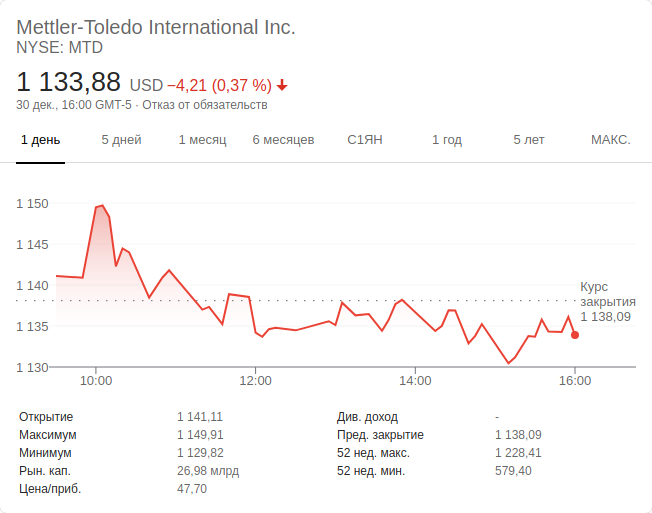 Mettler-Toledo International Inc.
NYSE: MTD
1 133,88 USD −4,21 (0,37 %)
30 дек., 16:00 GMT-5 · Отказ от обязательств
1 день 5 дней 1 месяц 6 месяцев С1ЯН 1 год 5 лет МАКС.
1 150
1 145
1 140
1 135
1 130
Курс
закрытия
1 138,09
10:00 12:00 14:00 16:00
Открытие 1 141,11
Максимум 1 149,91
Минимум 1 129,82
Рын. кап. 26,98 млрд
Цена/приб. 47,70
Див. доход -
Пред. закрытие 1 138,09
52 нед. макс. 1 228,41
52 нед. мин. 579,40